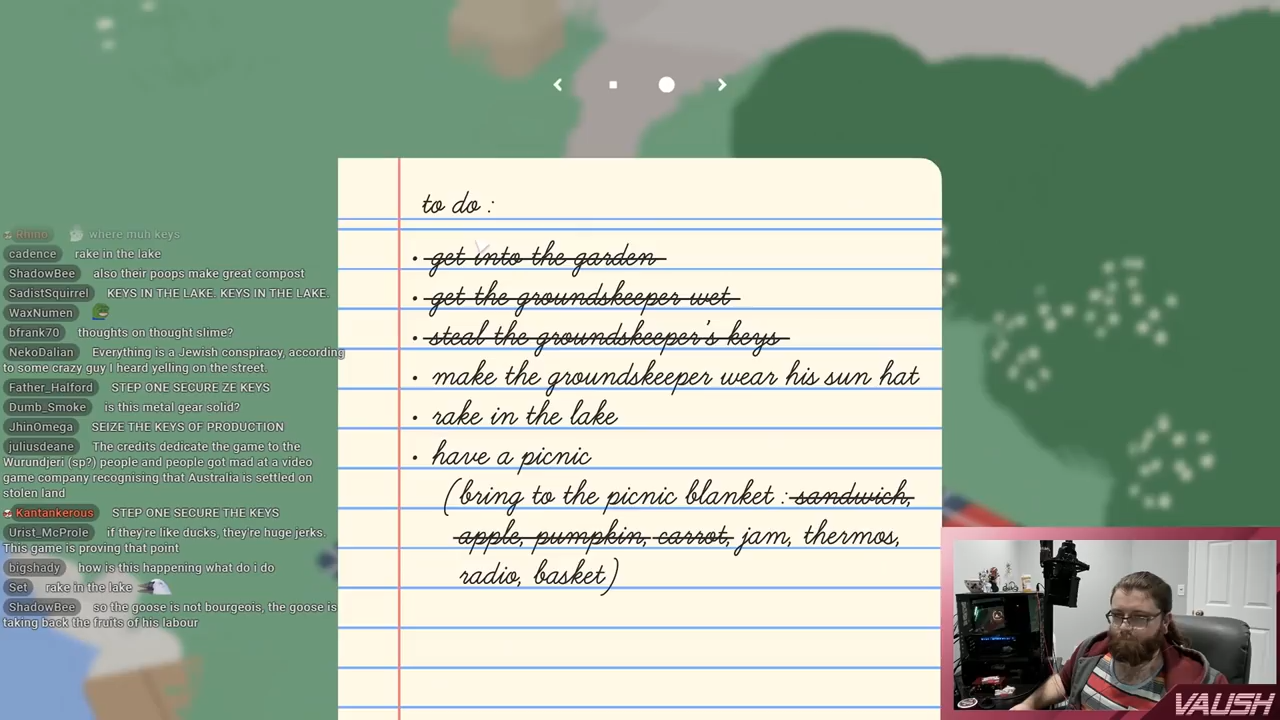 to do :
• get into the garden
• get the groundskeeper wet
• steal the groundskeeper's keys
• make the groundskeeper wear his sun hat
• rake in the lake
• have a picnic
(bring to the picnic blanket : sandwich,
apple, pumpkin, carrot, jam, thermos,
radio, basket)
Rhino where muh keys
cadence rake in the lake
ShadowBee also their poops make great compost
SadistSquirrel KEYS IN THE LAKE. KEYS IN THE LAKE.
WaxNumen
bfrank70 thoughts on thought slime?
NekoDalian Everything is a Jewish conspiracy, according
to some crazy guy I heard yelling on the street.
Father_Halford STEP ONE SECURE ZE KEYS
Dumb_Smoke is this metal gear solid?
JhinOmega SEIZE THE KEYS OF PRODUCTION
juliusdeane The credits dedicate the game to the
Wurundjeri (sp?) people and people got mad at a video
game company recognising that Australia is settled on
stolen land
Kantankerous STEP ONE SECURE THE KEYS
Urist_McProle if they're like ducks, they're huge jerks.
This game is proving that point
bigshady how is this happening what do i do
Set rake in the lake
ShadowBee so the goose is not bourgeois, the goose is
taking back the fruits of his labour
VAUSH